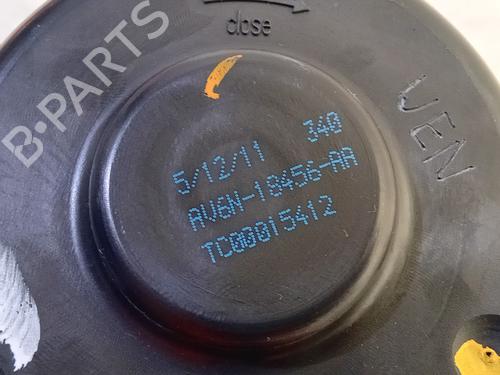 close
B-PARTS
VEN
5/12/11 340
AV6N-18456-AA
TC00015412